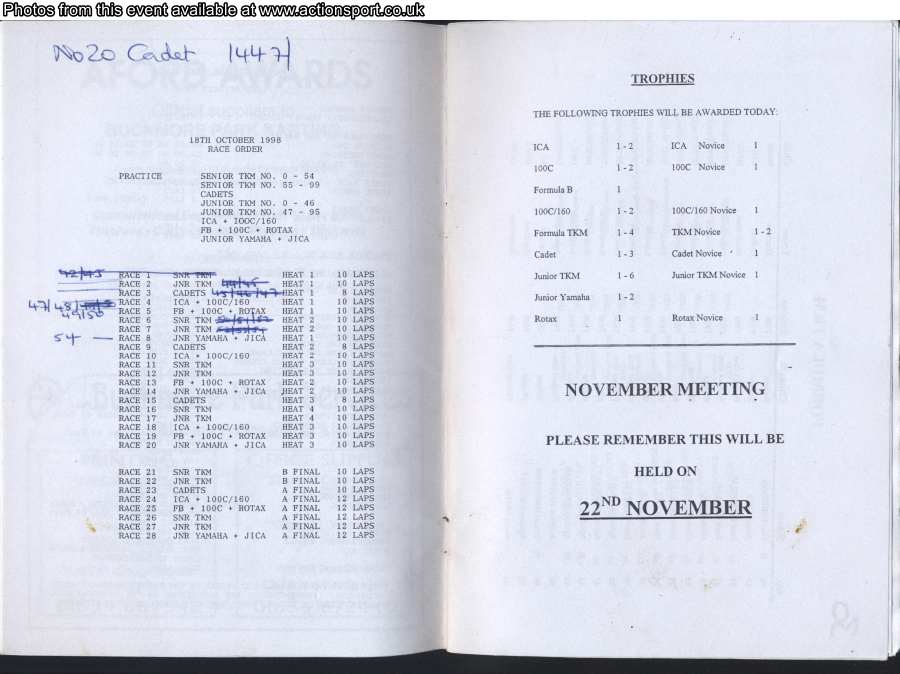 Photos from this event available at www.actionsport.co.uk
No20 Cadet 1447
18TH OCTOBER 1998
RACE ORDER
PRACTICE SENIOR TKM NO. 0 - 54
SENIOR TKM NO. 55 - 99
CADETS
JUNIOR TKM NO. 0 - 46
JUNIOR TKM NO. 47 - 95
ICA + IOOC/160
FB + 100C + ROTAX
JUNIOR YAMAHA + JICA
42/43 RACE 1 SNR TKM HEAT 1 10 LAPS
RACE 2 JNR TKM 44/45 HEAT 1 10 LAPS
RACE 3 CADETS 45/46/47 HEAT 1 8 LAPS
47/48/ RACE 4 ICA + 100C/160 HEAT 1 10 LAPS
49/50 RACE 5 FB + 100C + ROTAX HEAT 1 10 LAPS
RACE 6 SNR TKM HEAT 2 10 LAPS
RACE 7 JNR TKM HEAT 2 10 LAPS
54 — RACE 8 JNR YAMAHA + JICA HEAT 1 10 LAPS
RACE 9 CADETS HEAT 2 8 LAPS
RACE 10 ICA + 100C/160 HEAT 2 10 LAPS
RACE 11 SNR TKM HEAT 3 10 LAPS
RACE 12 JNR TKM HEAT 3 10 LAPS
RACE 13 FB + 100C + ROTAX HEAT 2 10 LAPS
RACE 14 JNR YAMAHA + JICA HEAT 2 10 LAPS
RACE 15 CADETS HEAT 3 8 LAPS
RACE 16 SNR TKM HEAT 4 10 LAPS
RACE 17 JNR TKM HEAT 4 10 LAPS
RACE 18 ICA + 100C/160 HEAT 3 10 LAPS
RACE 19 FB + 100C + ROTAX HEAT 3 10 LAPS
RACE 20 JNR YAMAHA + JICA HEAT 3 10 LAPS
RACE 21 SNR TKM B FINAL 10 LAPS
RACE 22 JNR TKM B FINAL 10 LAPS
RACE 23 CADETS A FINAL 10 LAPS
RACE 24 ICA + 100C/160 A FINAL 12 LAPS
RACE 25 FB + 100C + ROTAX A FINAL 12 LAPS
RACE 26 SNR TKM A FINAL 12 LAPS
RACE 27 JNR TKM A FINAL 12 LAPS
RACE 28 JNR YAMAHA + JICA A FINAL 12 LAPS
TROPHIES
THE FOLLOWING TROPHIES WILL BE AWARDED TODAY:
ICA 1 - 2 ICA Novice 1
100C 1 - 2 100C Novice 1
Formula B 1
100C/160 1 - 2 100C/160 Novice 1
Formula TKM 1 - 4 TKM Novice 1 - 2
Cadet 1 - 3 Cadet Novice 1
Junior TKM 1 - 6 Junior TKM Novice 1
Junior Yamaha 1 - 2
Rotax 1 Rotax Novice 1
NOVEMBER MEETING
PLEASE REMEMBER THIS WILL BE
HELD ON
22ND NOVEMBER